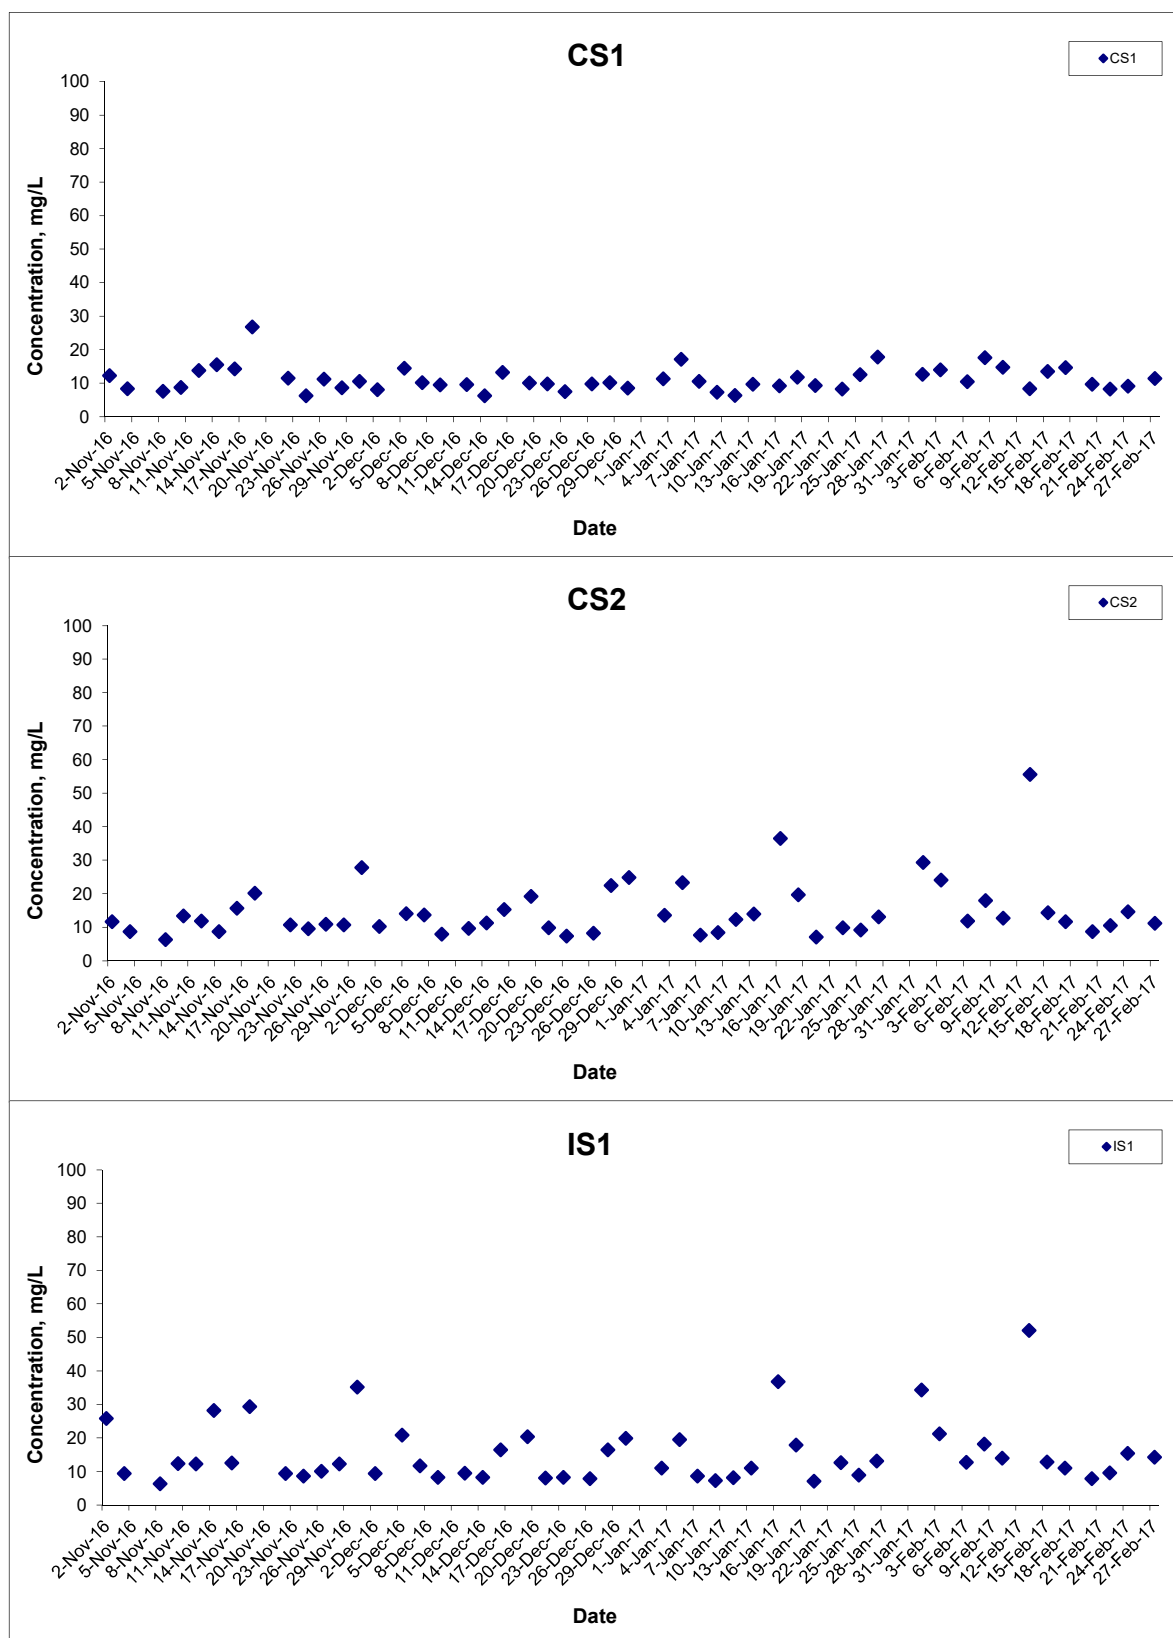 CS1
CS1
100
90
80
70
60
50
40
30
20
10
0
Concentration, mg/L
2-Nov-16
5-Nov-16
8-Nov-16
11-Nov-16
14-Nov-16
17-Nov-16
20-Nov-16
23-Nov-16
26-Nov-16
29-Nov-16
2-Dec-16
5-Dec-16
8-Dec-16
11-Dec-16
14-Dec-16
17-Dec-16
20-Dec-16
23-Dec-16
26-Dec-16
29-Dec-16
1-Jan-17
4-Jan-17
7-Jan-17
10-Jan-17
13-Jan-17
16-Jan-17
19-Jan-17
22-Jan-17
25-Jan-17
28-Jan-17
31-Jan-17
3-Feb-17
6-Feb-17
9-Feb-17
12-Feb-17
15-Feb-17
18-Feb-17
21-Feb-17
24-Feb-17
27-Feb-17
Date
CS2
CS2
100
90
80
70
60
50
40
30
20
10
0
Concentration, mg/L
2-Nov-16
5-Nov-16
8-Nov-16
11-Nov-16
14-Nov-16
17-Nov-16
20-Nov-16
23-Nov-16
26-Nov-16
29-Nov-16
2-Dec-16
5-Dec-16
8-Dec-16
11-Dec-16
14-Dec-16
17-Dec-16
20-Dec-16
23-Dec-16
26-Dec-16
29-Dec-16
1-Jan-17
4-Jan-17
7-Jan-17
10-Jan-17
13-Jan-17
16-Jan-17
19-Jan-17
22-Jan-17
25-Jan-17
28-Jan-17
31-Jan-17
3-Feb-17
6-Feb-17
9-Feb-17
12-Feb-17
15-Feb-17
18-Feb-17
21-Feb-17
24-Feb-17
27-Feb-17
Date
IS1
IS1
100
90
80
70
60
50
40
30
20
10
0
Concentration, mg/L
2-Nov-16
5-Nov-16
8-Nov-16
11-Nov-16
14-Nov-16
17-Nov-16
20-Nov-16
23-Nov-16
26-Nov-16
29-Nov-16
2-Dec-16
5-Dec-16
8-Dec-16
11-Dec-16
14-Dec-16
17-Dec-16
20-Dec-16
23-Dec-16
26-Dec-16
29-Dec-16
1-Jan-17
4-Jan-17
7-Jan-17
10-Jan-17
13-Jan-17
16-Jan-17
19-Jan-17
22-Jan-17
25-Jan-17
28-Jan-17
31-Jan-17
3-Feb-17
6-Feb-17
9-Feb-17
12-Feb-17
15-Feb-17
18-Feb-17
21-Feb-17
24-Feb-17
27-Feb-17
Date